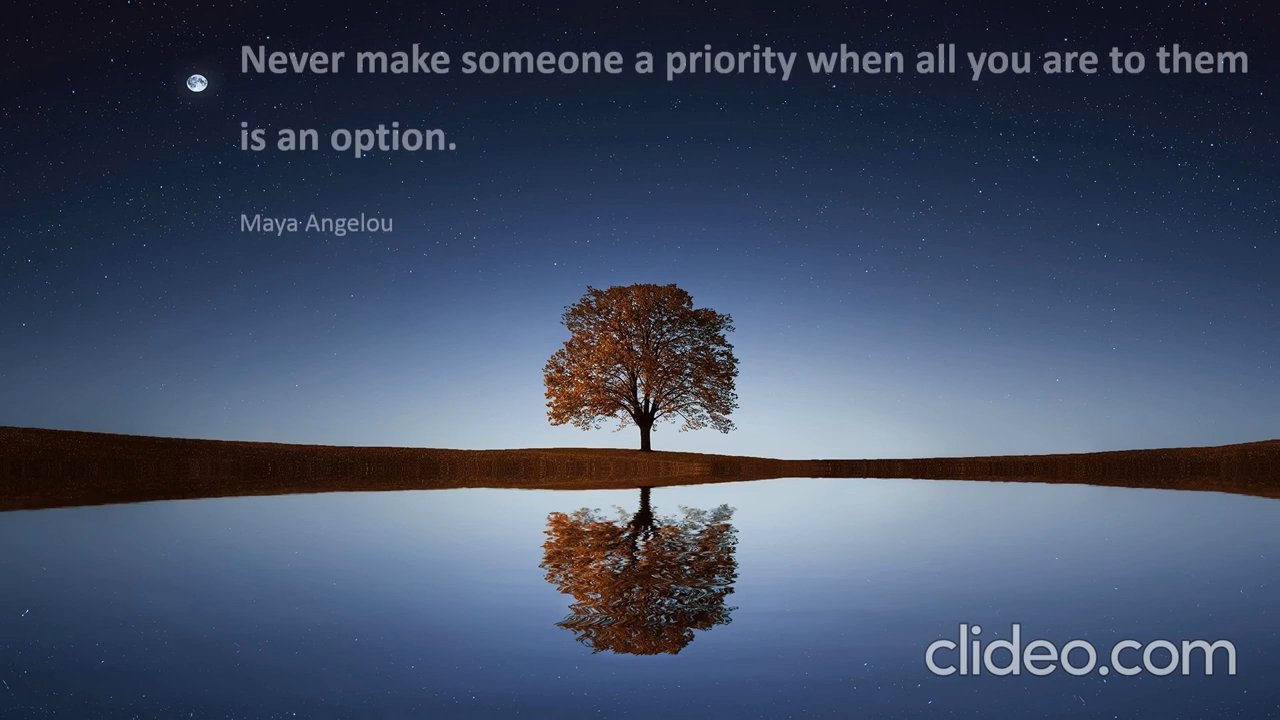 Never make someone a priority when all you are to them
is an option.
Maya Angelou
clideo.com